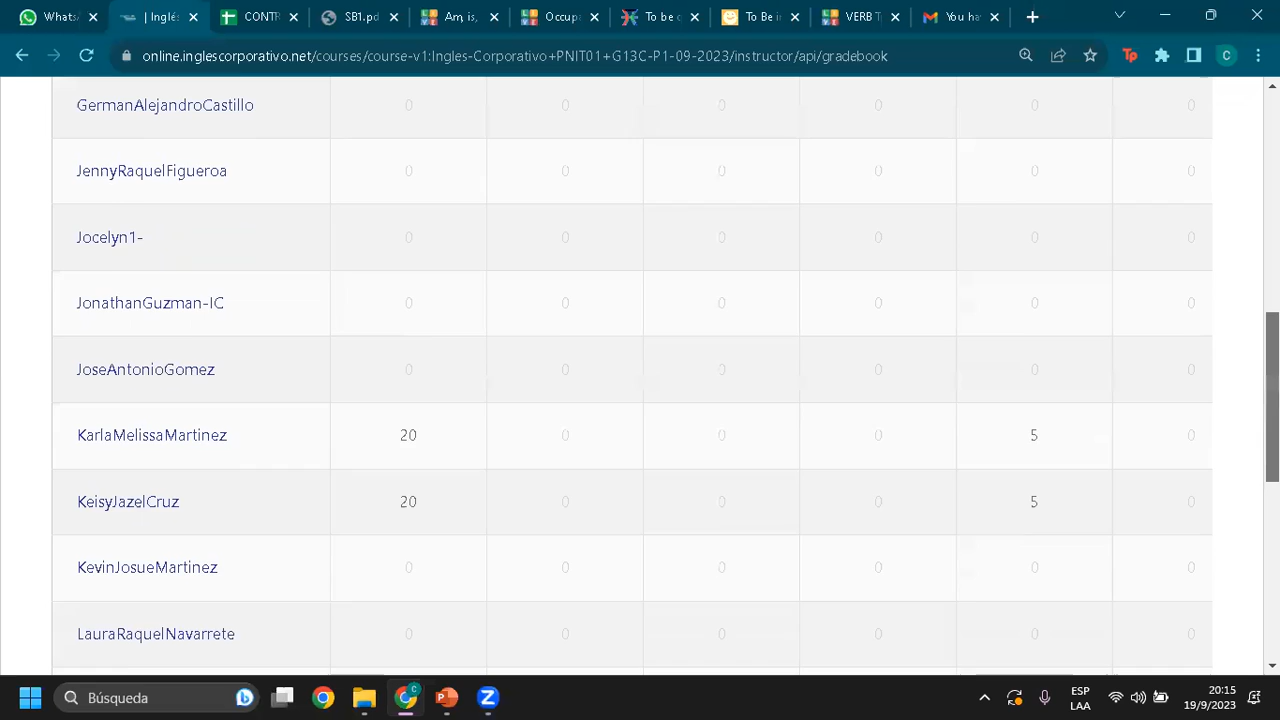 WhatsA
| Inglés
CONTR
SB1.pd
Am, is,
Occup
To be q
To Be in
VERB T
You ha
online.inglescorporativo.net/courses/course-v1:Ingles-Corporativo+PNIT01+G13C-P1-09-2023/instructor/api/gradebook
GermanAlejandroCastillo 0 0 0 0 0 0
JennyRaquelFigueroa 0 0 0 0 0 0
Jocelyn1- 0 0 0 0 0 0
JonathanGuzman-IC 0 0 0 0 0 0
JoseAntonioGomez 0 0 0 0 0 0
KarlaMelissaMartinez 20 0 0 0 5 0
KeisyJazelCruz 20 0 0 0 5 0
KevinJosueMartinez 0 0 0 0 0 0
LauraRaquelNavarrete 0 0 0 0 0 0
Búsqueda
ESP
LAA
20:15
19/9/2023